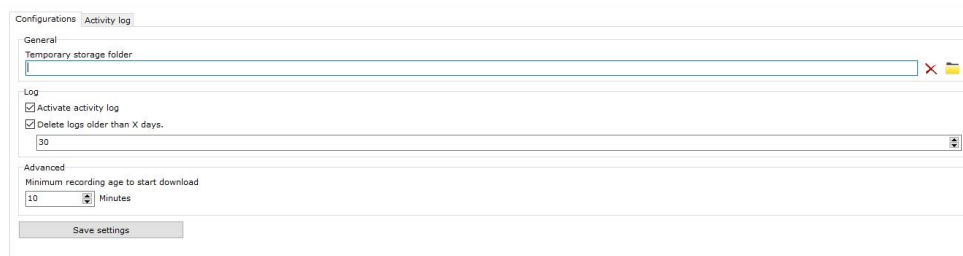 Configurations Activity log
General
Temporary storage folder
Log
Activate activity log
Delete logs older than X days.
30
Advanced
Minimum recording age to start download
10 Minutes
Save settings